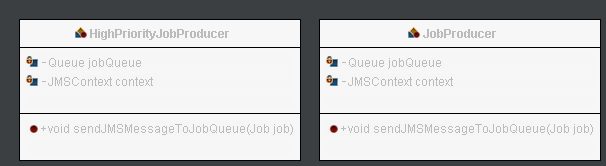 HighPriorityJobProducer
-Queue jobQueue
-JMSContext context
+void sendJMSMessageToJobQueue(Job job)
JobProducer
-Queue jobQueue
-JMSContext context
+void sendJMSMessageToJobQueue(Job job)